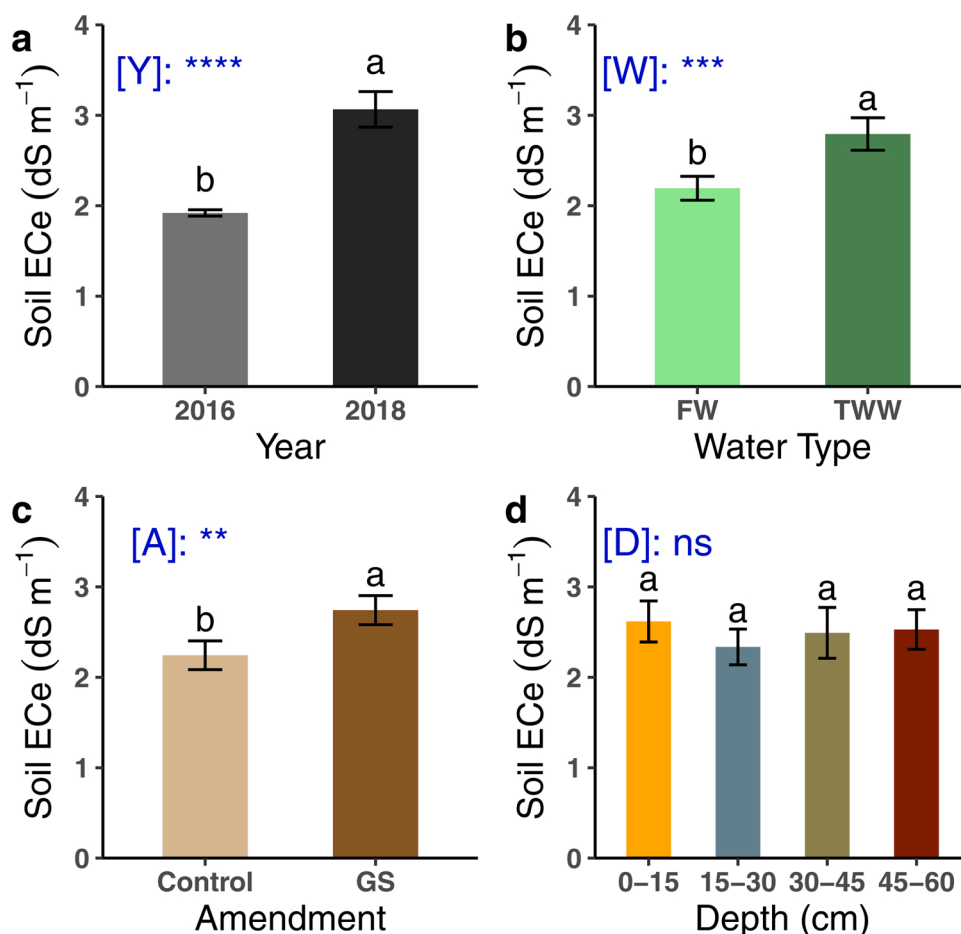 a
[Y]: ****
b
a
Soil ECe (dS m⁻¹)
4
3
2
1
0
2016 2018
Year
b
[W]: ***
b
a
Soil ECe (dS m⁻¹)
4
3
2
1
0
FW TWW
Water Type
c
[A]: **
b
a
Soil ECe (dS m⁻¹)
4
3
2
1
0
Control GS
Amendment
d
[D]: ns
a a a a
Soil ECe (dS m⁻¹)
4
3
2
1
0
0−15 15−30 30−45 45−60
Depth (cm)